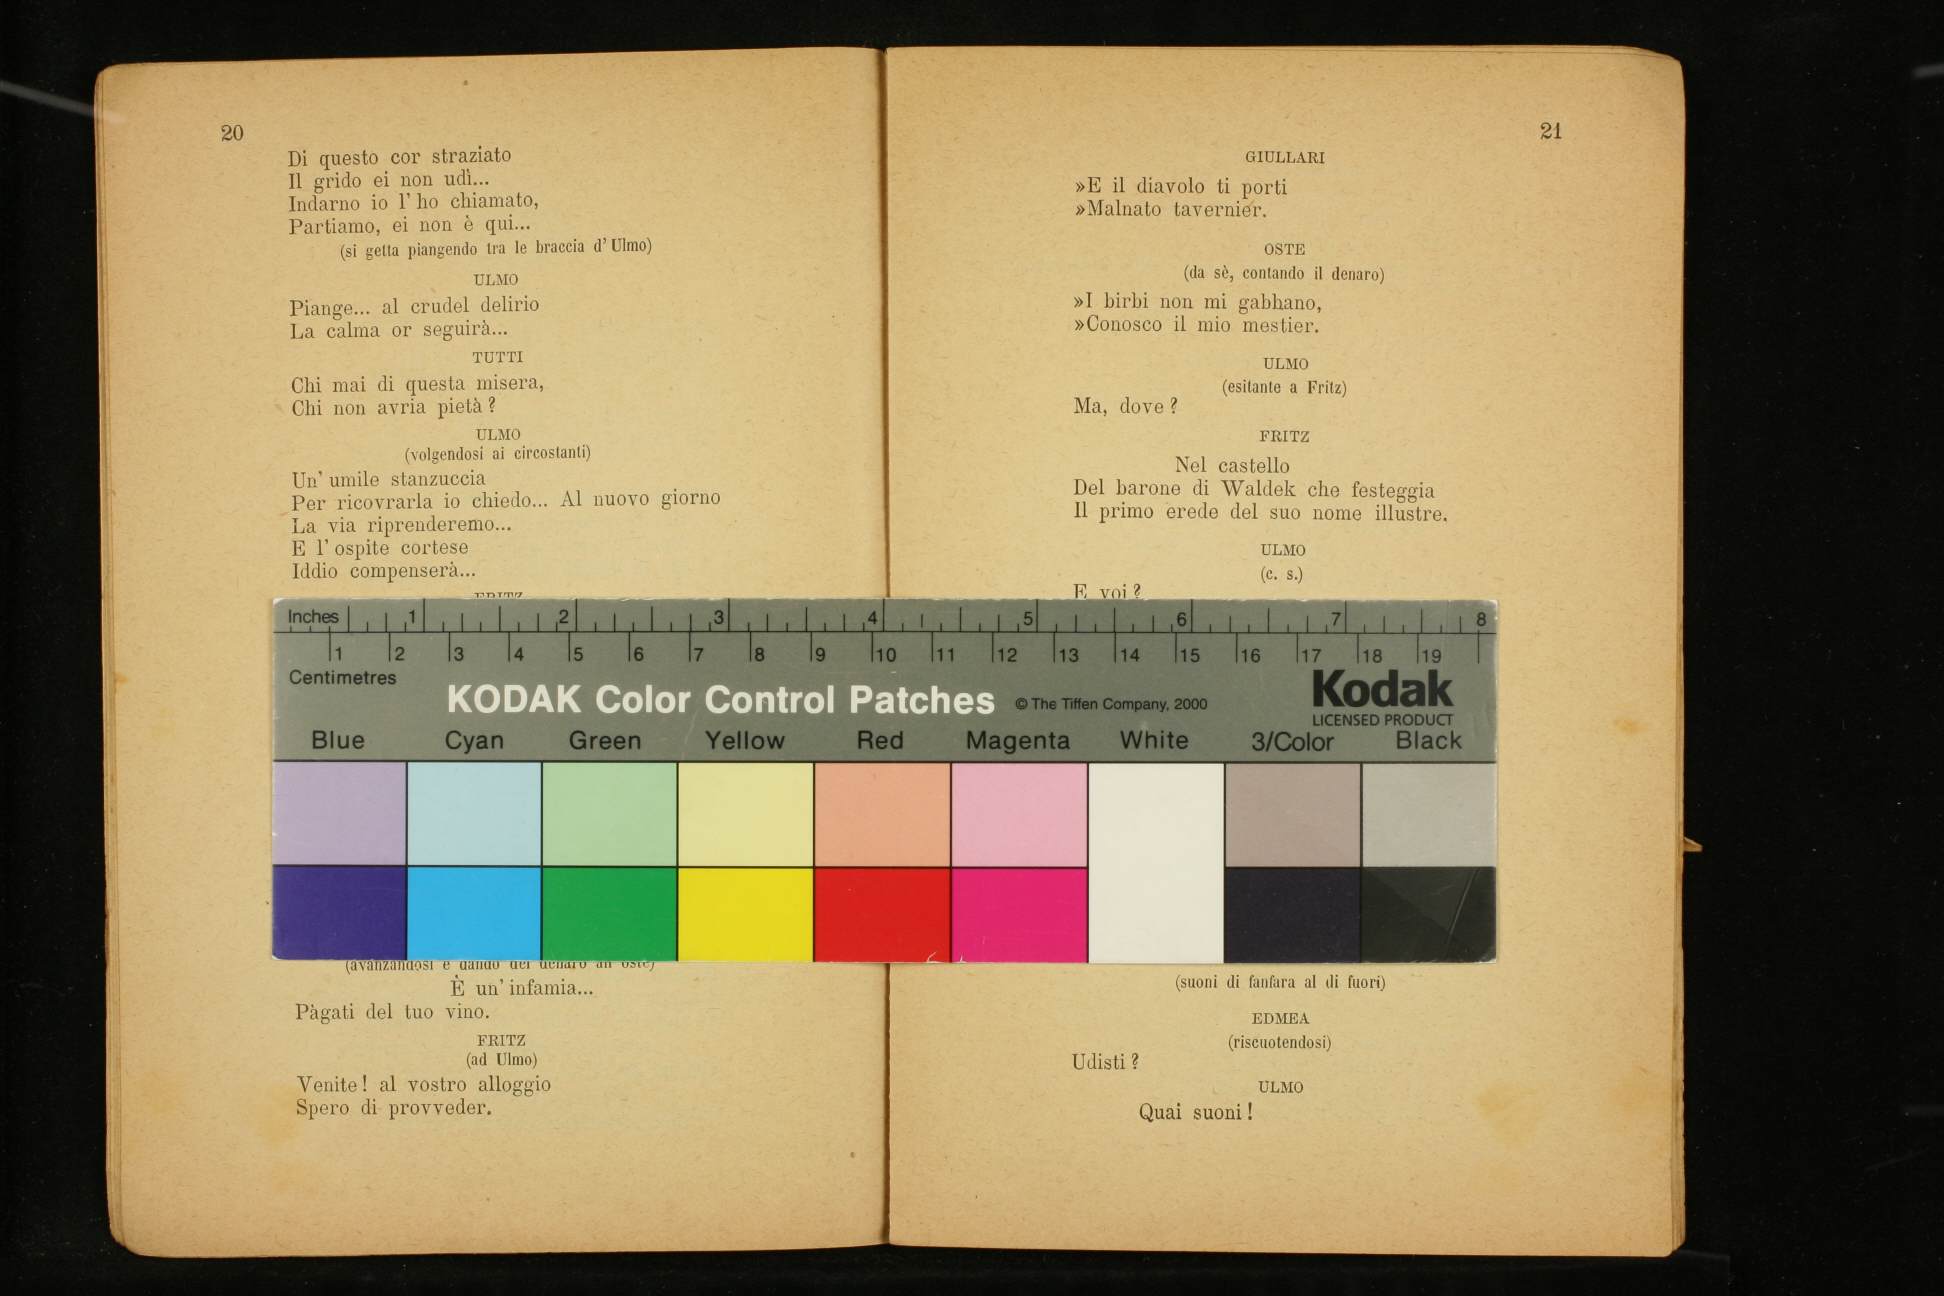 20
Di questo cor straziato
Il grido ei non udì...
Indarno io l' ho chiamato,
Partiamo, ei non è qui...
(si getta piangendo tra le braccia d' Ulmo)
ULMO
Piange... al crudel delirio
La calma or seguirà...
TUTTI
Chi mai di questa misera,
Chi non avria pietà ?
ULMO
(volgendosi ai circostanti)
Un' umile stanzuccia
Per ricovrarla io chiedo... Al nuovo giorno
La via riprenderemo...
E l' ospite cortese
Iddio compenserà...
FRITZ
(avanzandosi e dando del denaro all' oste)
È un' infamia...
Pàgati del tuo vino.
FRITZ
(ad Ulmo)
Venite ! al vostro alloggio
Spero di provveder.
21
GIULLARI
»E il diavolo ti porti
»Malnato tavernier.
OSTE
(da sè, contando il denaro)
»I birbi non mi gabbano,
»Conosco il mio mestier.
ULMO
(esitante a Fritz)
Ma, dove ?
FRITZ
Nel castello
Del barone di Waldek che festeggia
Il primo erede del suo nome illustre.
ULMO
(c. s.)
E voi ?
(suoni di fanfara al di fuori)
EDMEA
(riscuotendosi)
Udisti ?
ULMO
Quai suoni !
Inches 1 2 3 4 5 6 7 8
1 2 3 4 5 6 7 8 9 10 11 12 13 14 15 16 17 18 19
Centimetres
KODAK Color Control Patches © The Tiffen Company, 2000
Kodak
LICENSED PRODUCT
Blue Cyan Green Yellow Red Magenta White 3/Color Black